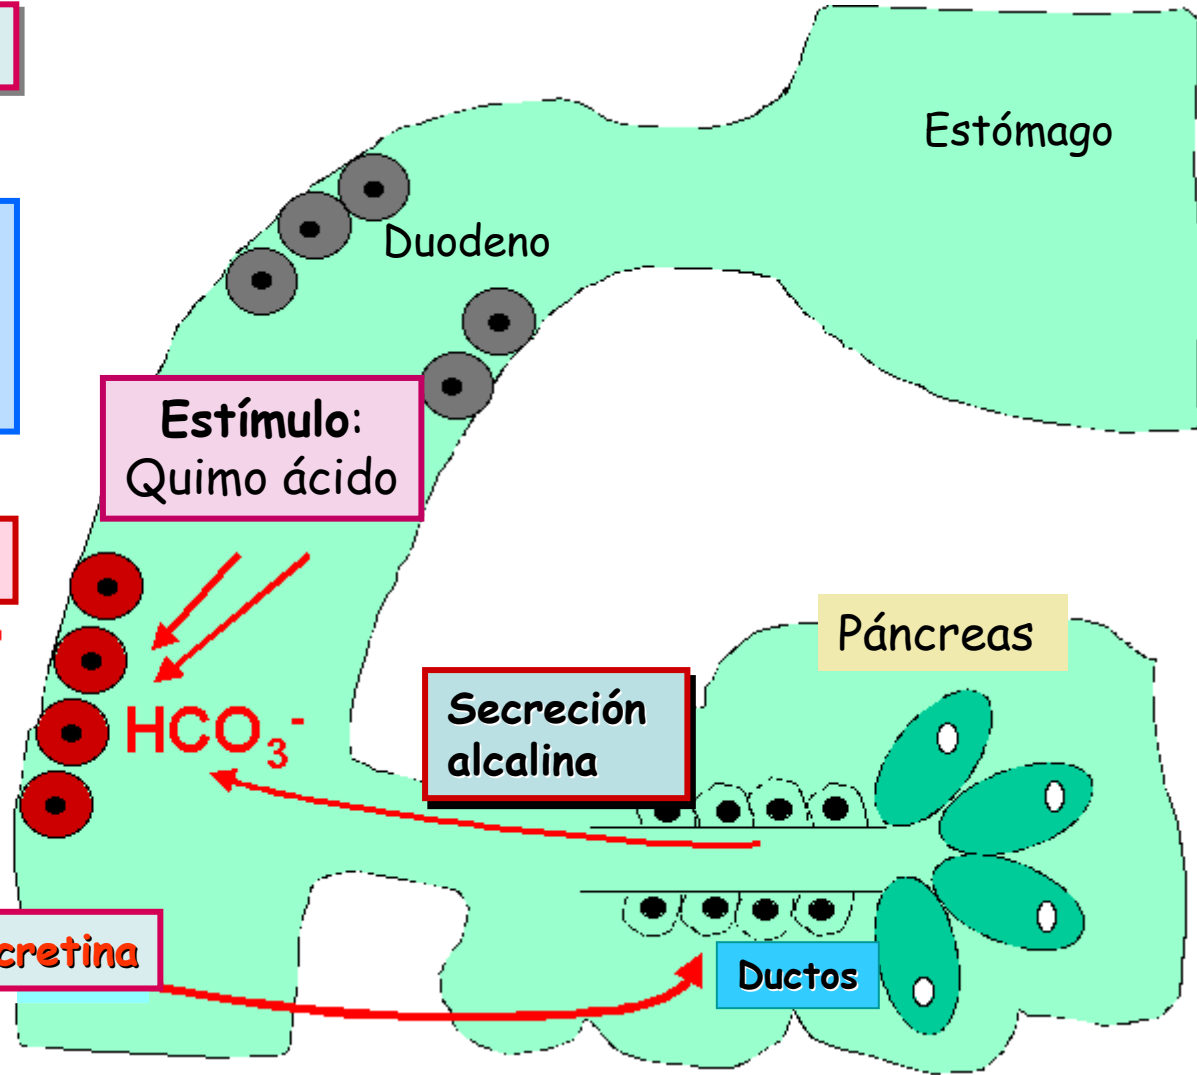 Estómago
Duodeno
Estímulo:
Quimo ácido
Páncreas
HCO₃⁻
Secreción
alcalina
cretina
Ductos